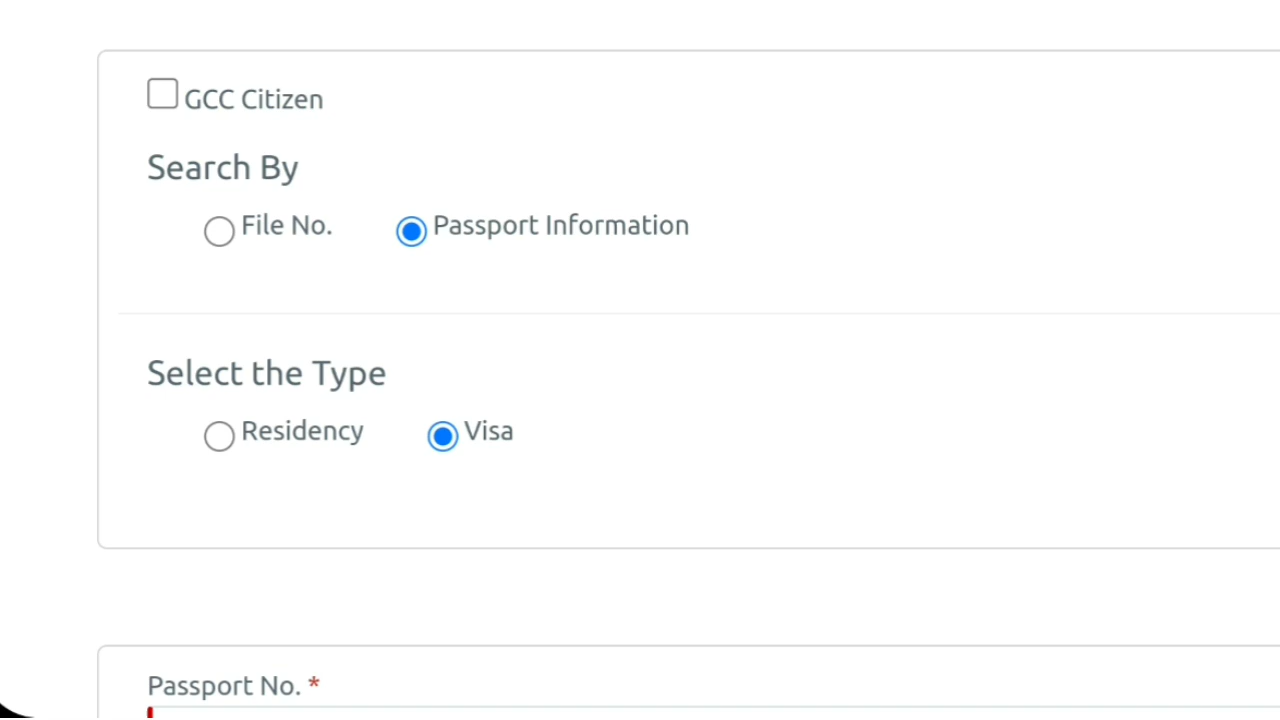 GCC Citizen
Search By
File No. Passport Information
Select the Type
Residency Visa
Passport No. *